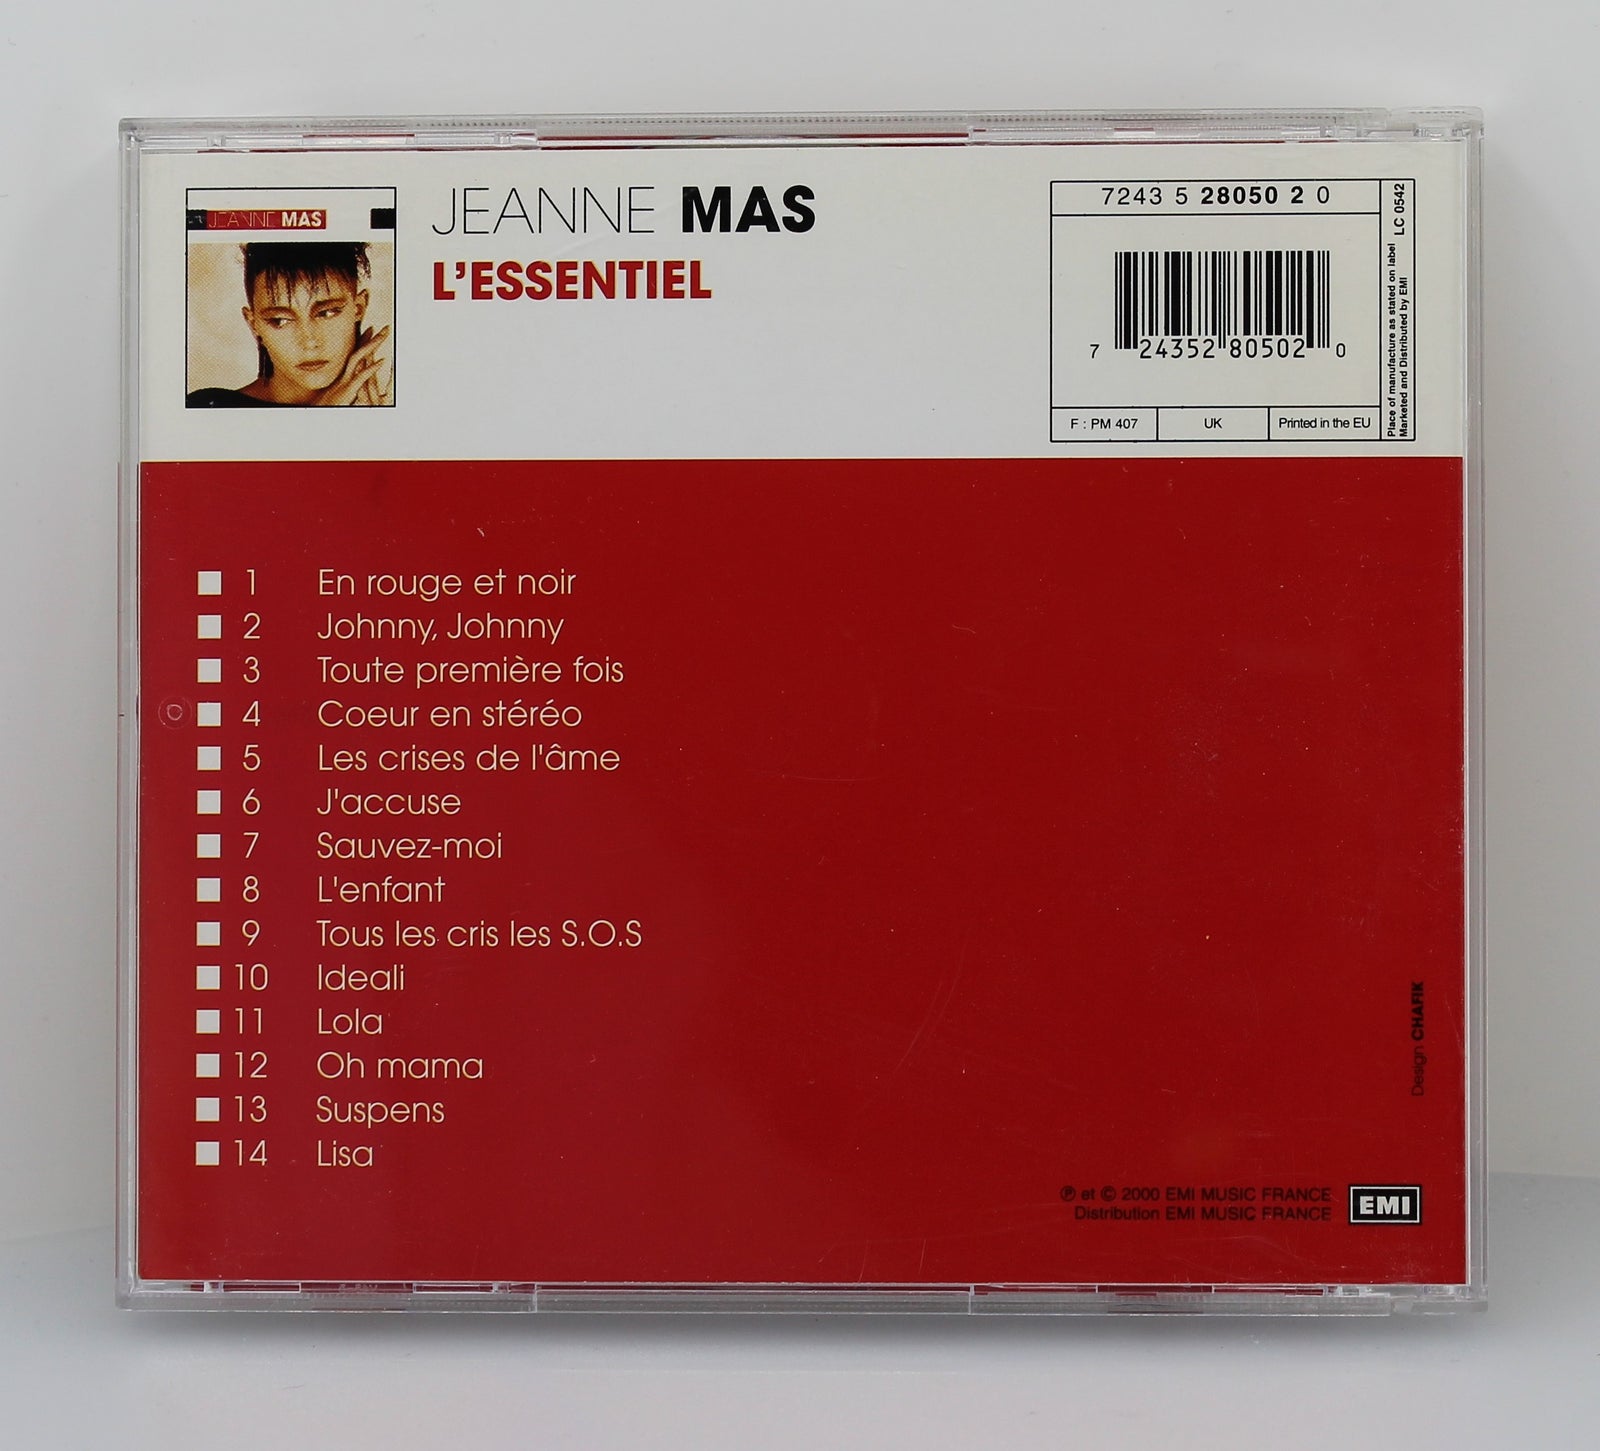 JEANNE MAS
JEANNE MAS
L'ESSENTIEL
7243 5 28050 2 0
LC 0542
Place of manufacture as stated on label
Marketed and Distributed by EMI
7 24352 80502 0
F : PM 407
UK
Printed in the EU
1 En rouge et noir
2 Johnny, Johnny
3 Toute première fois
4 Coeur en stéréo
5 Les crises de l'âme
6 J'accuse
7 Sauvez-moi
8 L'enfant
9 Tous les cris les S.O.S
10 Ideali
11 Lola
12 Oh mama
13 Suspens
14 Lisa
Design CHAFIK
℗ et © 2000 EMI MUSIC FRANCE
Distribution EMI MUSIC FRANCE
EMI